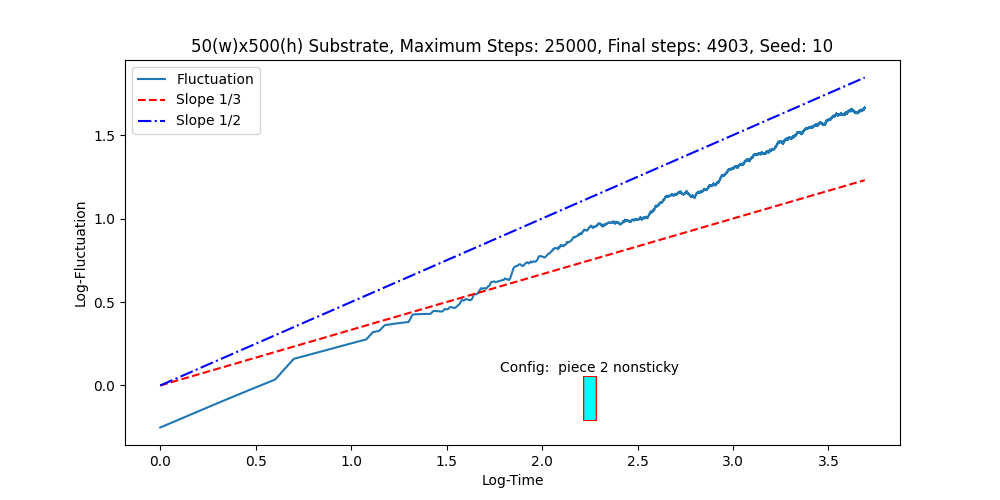 50(w)x500(h) Substrate, Maximum Steps: 25000, Final steps: 4903, Seed: 10
Fluctuation
Slope 1/3
Slope 1/2
Log-Fluctuation
1.5
1.0
0.5
0.0
Config:  piece 2 nonsticky
0.0 0.5 1.0 1.5 2.0 2.5 3.0 3.5
Log-Time